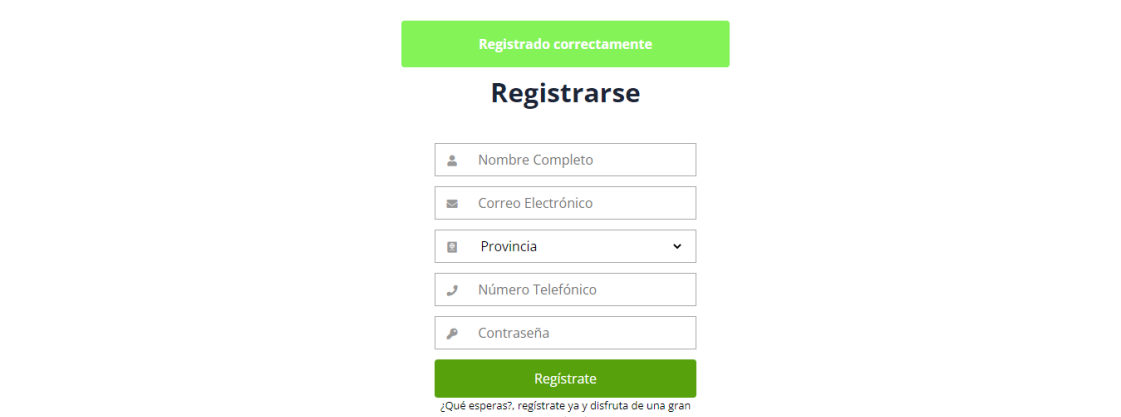 Registrado correctamente
Registrarse
Nombre Completo
Correo Electrónico
Provincia
Número Telefónico
Contraseña
Regístrate
¿Qué esperas?, regístrate ya y disfruta de una gran